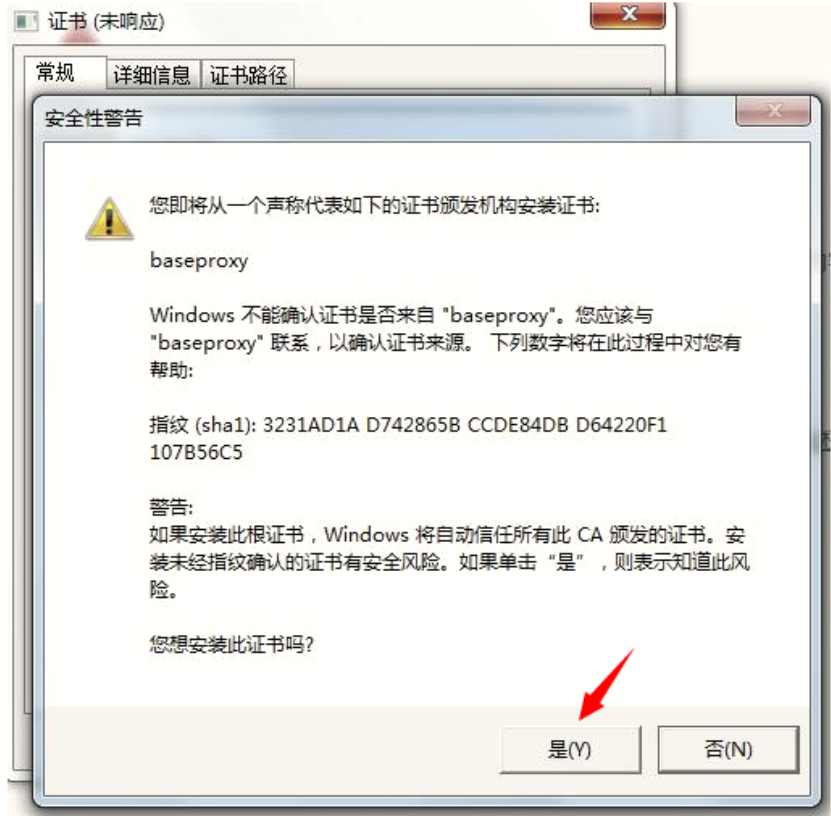 证书 (未响应)
常规 详细信息 证书路径
安全性警告
您即将从一个声称代表如下的证书颁发机构安装证书:
baseproxy
Windows 不能确认证书是否来自 "baseproxy"。您应该与
"baseproxy" 联系，以确认证书来源。 下列数字将在此过程中对您有
帮助:
指纹 (sha1): 3231AD1A D742865B CCDE84DB D64220F1
107B56C5
警告:
如果安装此根证书，Windows 将自动信任所有此 CA 颁发的证书。安
装未经指纹确认的证书有安全风险。如果单击“是”，则表示知道此风
险。
您想安装此证书吗?
是(Y) 否(N)